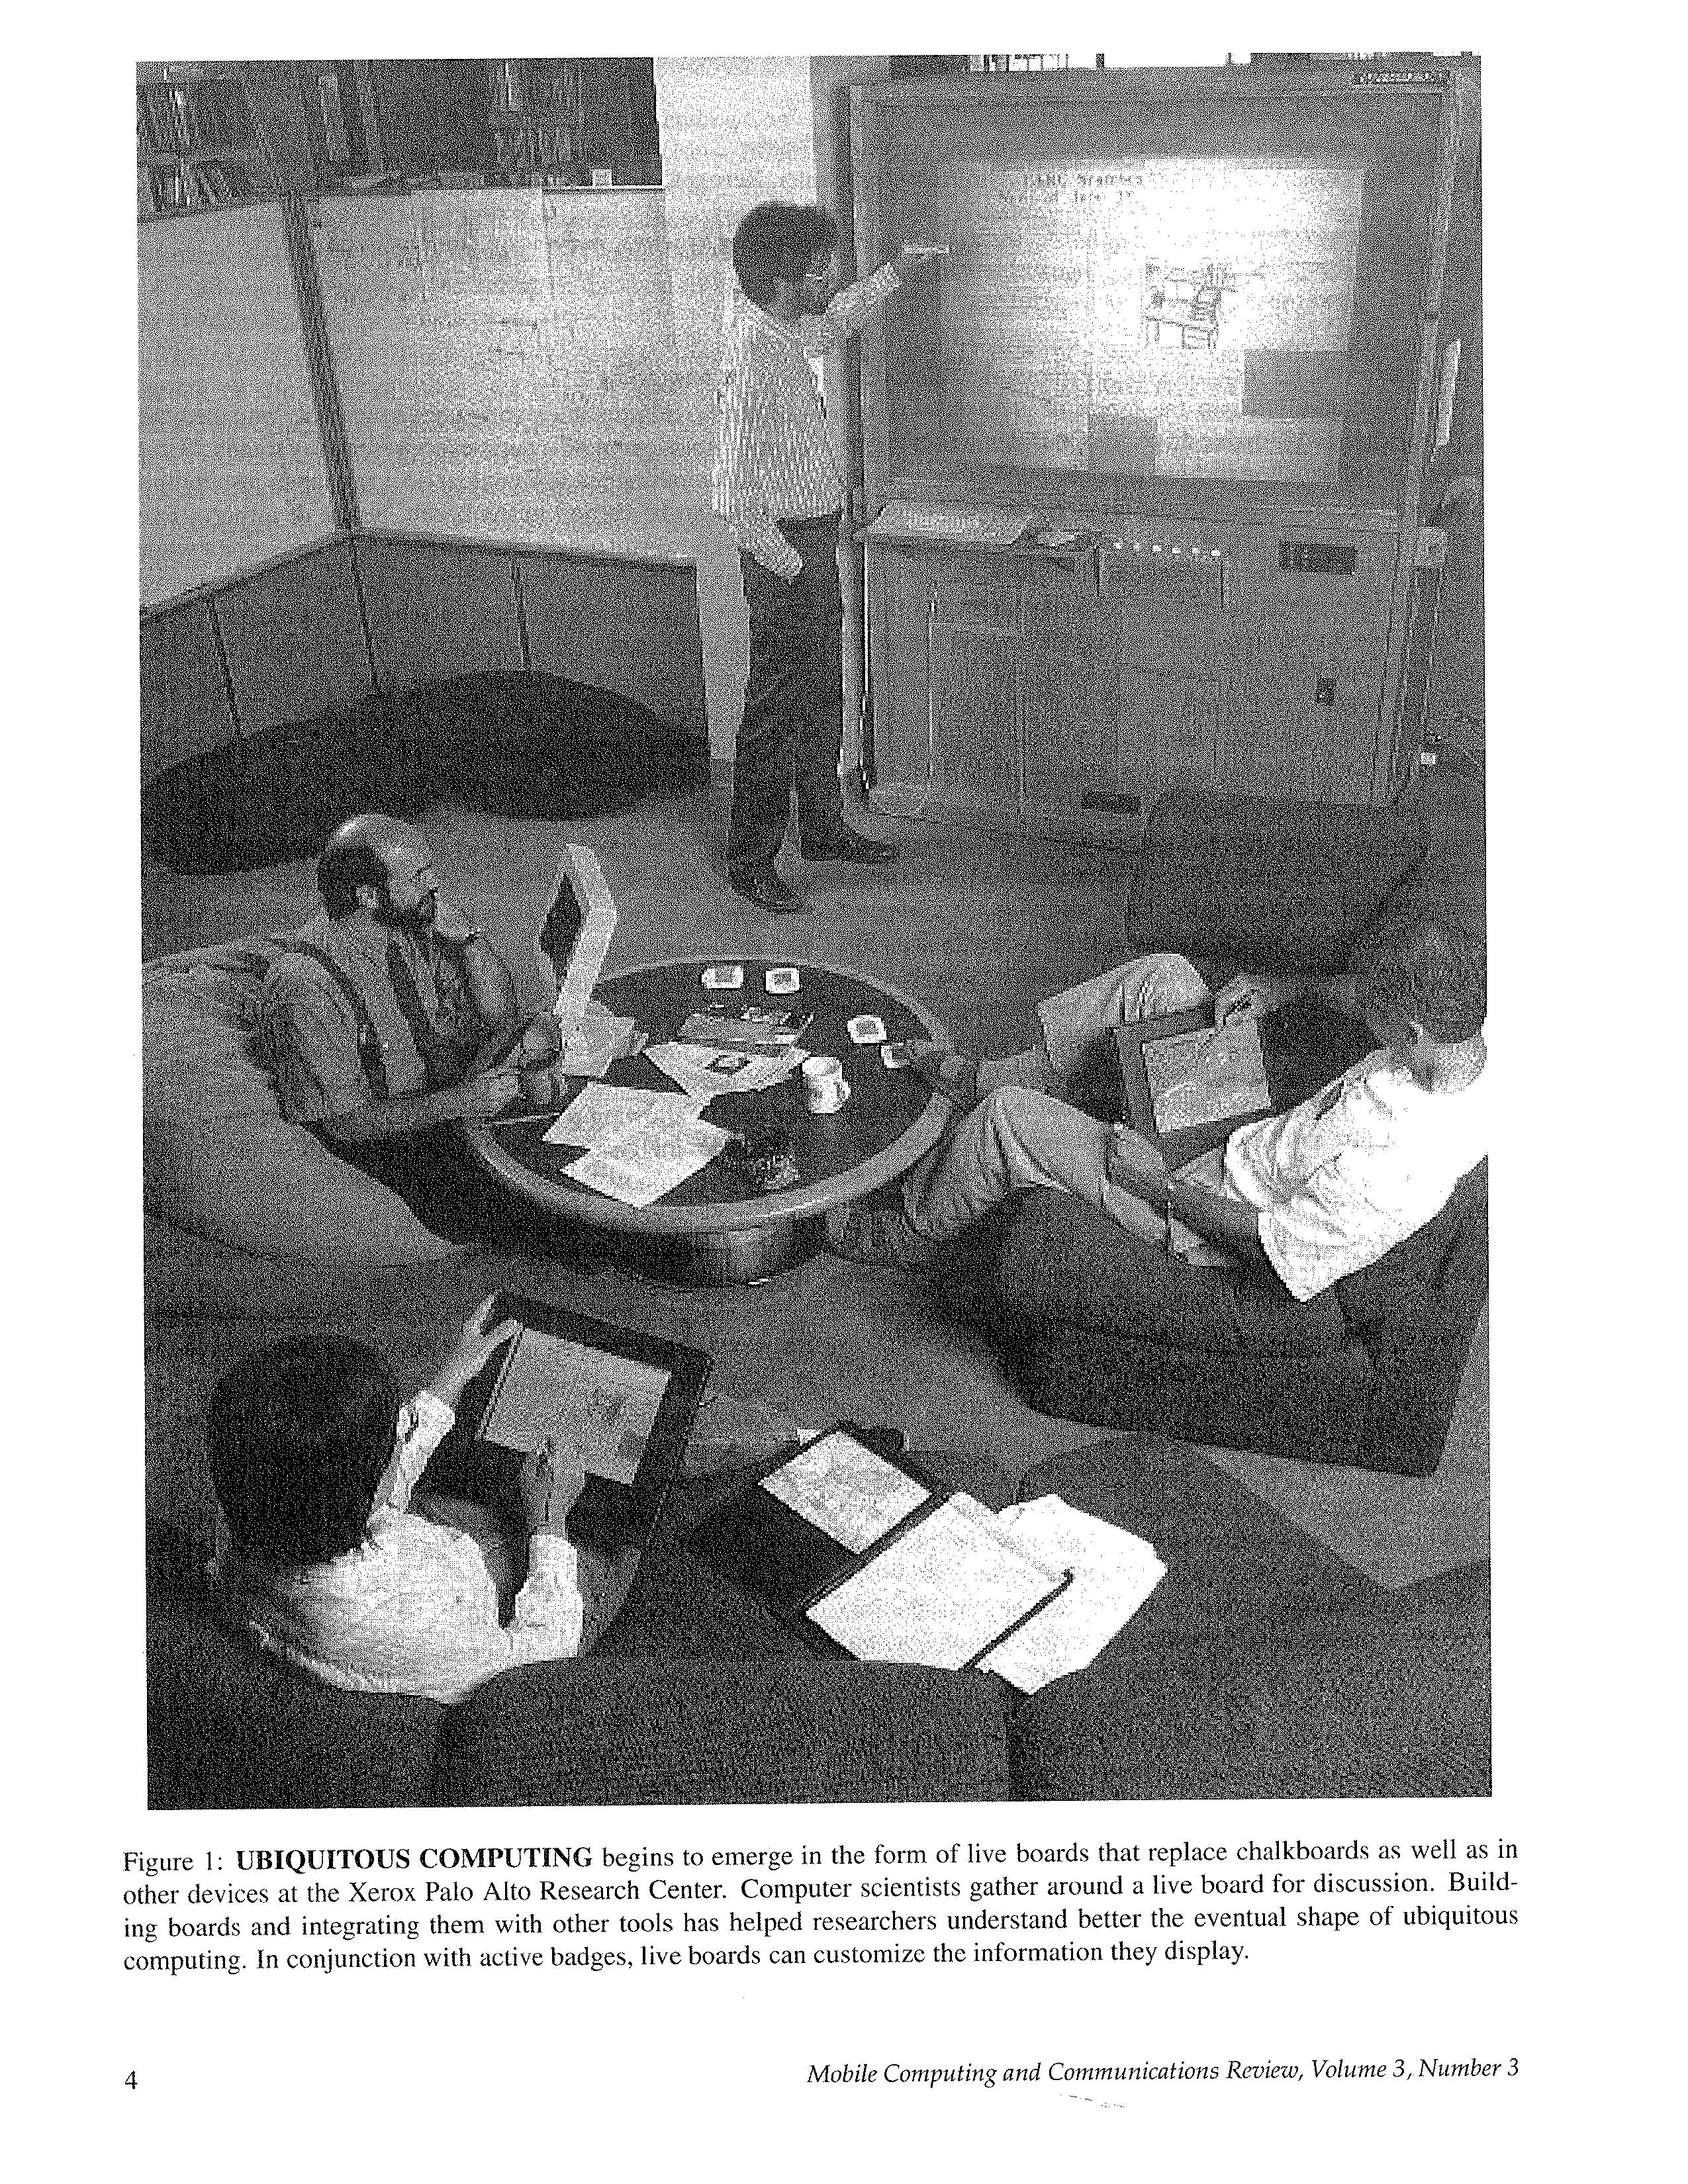 Figure 1: UBIQUITOUS COMPUTING begins to emerge in the form of live boards that replace chalkboards as well as in
other devices at the Xerox Palo Alto Research Center. Computer scientists gather around a live board for discussion. Build-
ing boards and integrating them with other tools has helped researchers understand better the eventual shape of ubiquitous
computing. In conjunction with active badges, live boards can customize the information they display.
4
Mobile Computing and Communications Review, Volume 3, Number 3